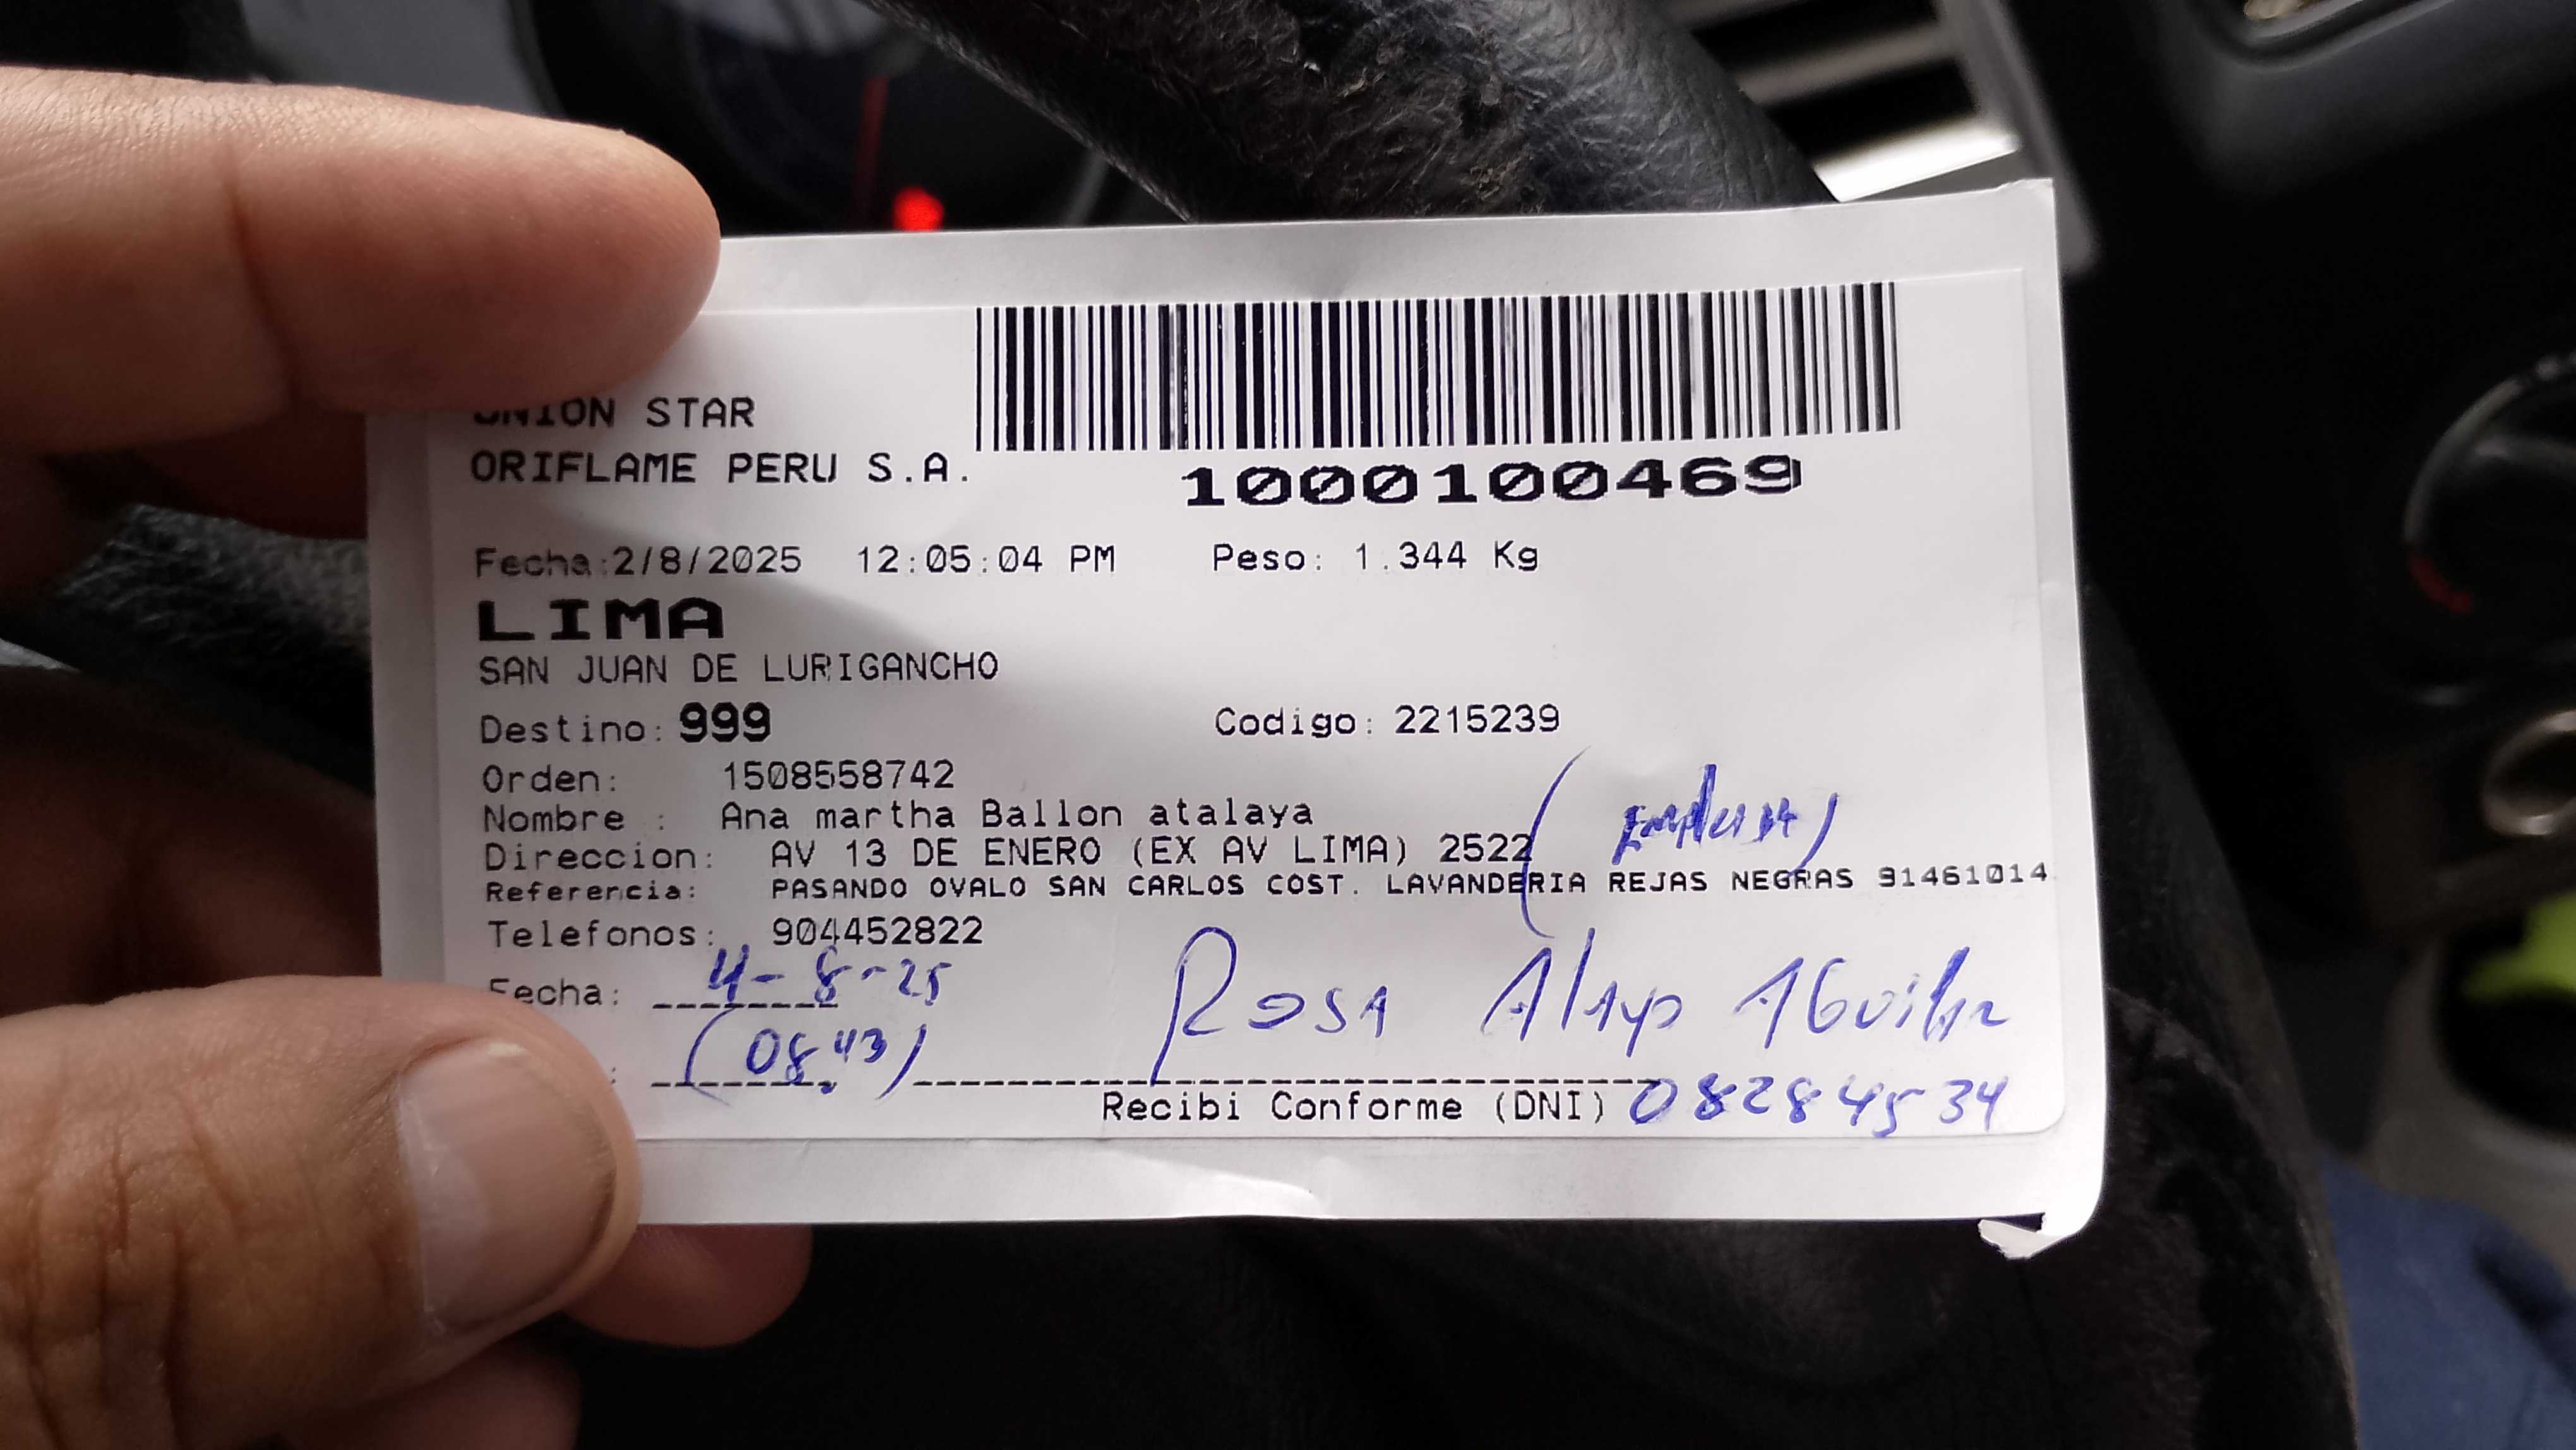 UNION STAR
ORIFLAME PERU S.A.
1000100469
Fecha:2/8/2025 12:05:04 PM Peso: 1.344 Kg
LIMA
SAN JUAN DE LURIGANCHO
Destino: 999 Codigo: 2215239
Orden: 1508558742
Nombre : Ana martha Ballon atalaya
Direccion: AV 13 DE ENERO (EX AV LIMA) 2522
Referencia: PASANDO OVALO SAN CARLOS COST. LAVANDERIA REJAS NEGRAS 91461014
Telefonos: 904452822
Fecha: 4-8-25
Rosa Alayo Aguilar
: (08:43)
Recibi Conforme (DNI) 08284534